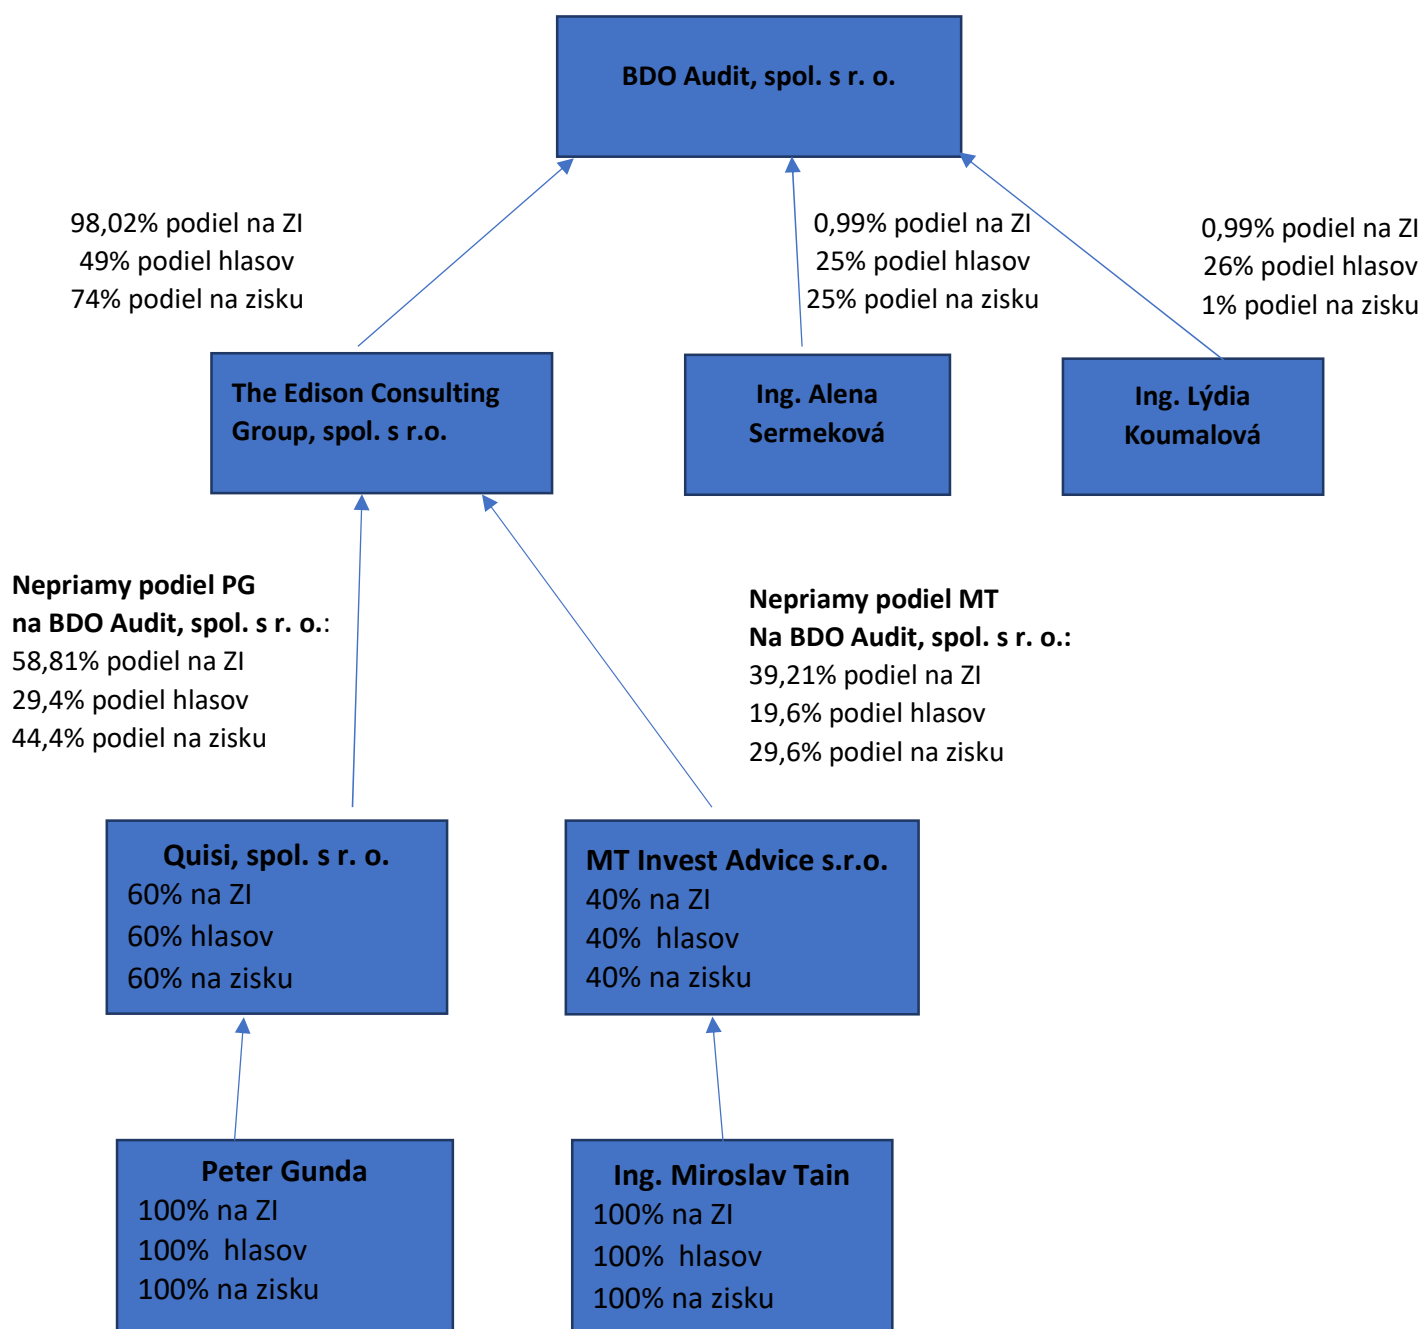 BDO Audit, spol. s r. o.
98,02% podiel na ZI
49% podiel hlasov
74% podiel na zisku
0,99% podiel na ZI
25% podiel hlasov
25% podiel na zisku
0,99% podiel na ZI
26% podiel hlasov
1% podiel na zisku
The Edison Consulting
Group, spol. s r.o.
Ing. Alena
Sermeková
Ing. Lýdia
Koumalová
Nepriamy podiel PG
na BDO Audit, spol. s r. o.:
58,81% podiel na ZI
29,4% podiel hlasov
44,4% podiel na zisku
Nepriamy podiel MT
Na BDO Audit, spol. s r. o.:
39,21% podiel na ZI
19,6% podiel hlasov
29,6% podiel na zisku
Quisi, spol. s r. o.
60% na ZI
60% hlasov
60% na zisku
MT Invest Advice s.r.o.
40% na ZI
40%  hlasov
40% na zisku
Peter Gunda
100% na ZI
100%  hlasov
100% na zisku
Ing. Miroslav Tain
100% na ZI
100%  hlasov
100% na zisku